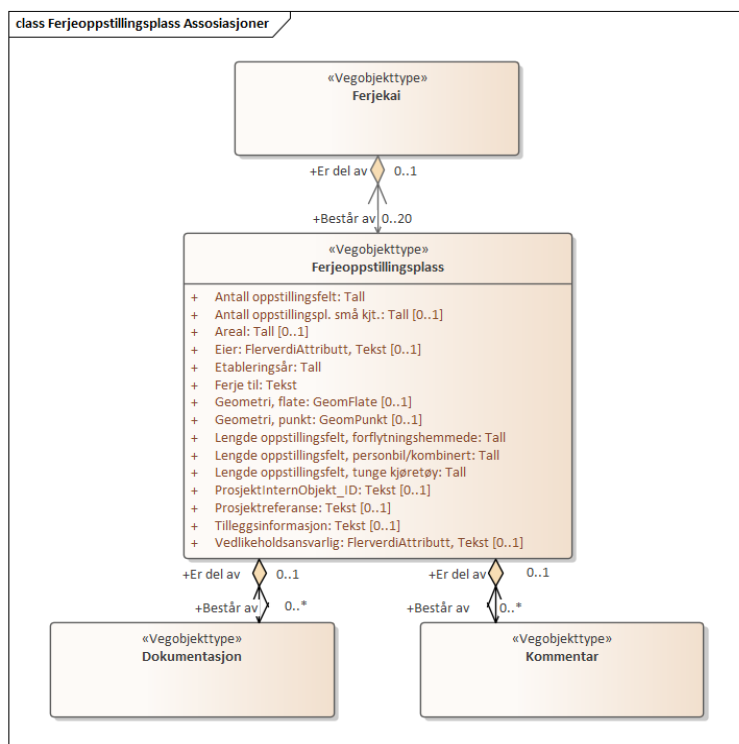 class Ferjeoppstillingsplass Assosiasjoner
«Vegobjekttype»
Ferjekai
+Er del av 0..1
+Består av 0..20
«Vegobjekttype»
Ferjeoppstillingsplass
+ Antall oppstillingsfelt: Tall
+ Antall oppstillingspl. små kjt.: Tall [0..1]
+ Areal: Tall [0..1]
+ Eier: FlerverdiAttributt, Tekst [0..1]
+ Etableringsår: Tall
+ Ferje til: Tekst
+ Geometri, flate: GeomFlate [0..1]
+ Geometri, punkt: GeomPunkt [0..1]
+ Lengde oppstillingsfelt, forflytningshemmede: Tall
+ Lengde oppstillingsfelt, personbil/kombinert: Tall
+ Lengde oppstillingsfelt, tunge kjøretøy: Tall
+ ProsjektInternObjekt_ID: Tekst [0..1]
+ Prosjektreferanse: Tekst [0..1]
+ Tilleggsinformasjon: Tekst [0..1]
+ Vedlikeholdsansvarlig: FlerverdiAttributt, Tekst [0..1]
+Er del av 0..1 +Er del av 0..1
+Består av 0..* +Består av 0..*
«Vegobjekttype» «Vegobjekttype»
Dokumentasjon Kommentar